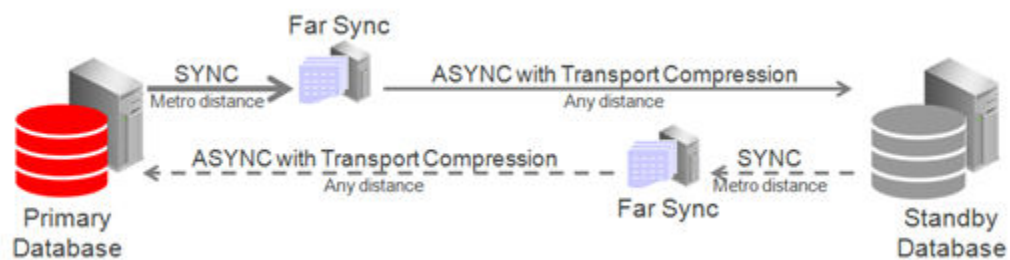 Far Sync
SYNC
Metro distance
ASYNC with Transport Compression
Any distance
ASYNC with Transport Compression
Any distance
SYNC
Metro distance
Far Sync
Primary
Database
Standby
Database